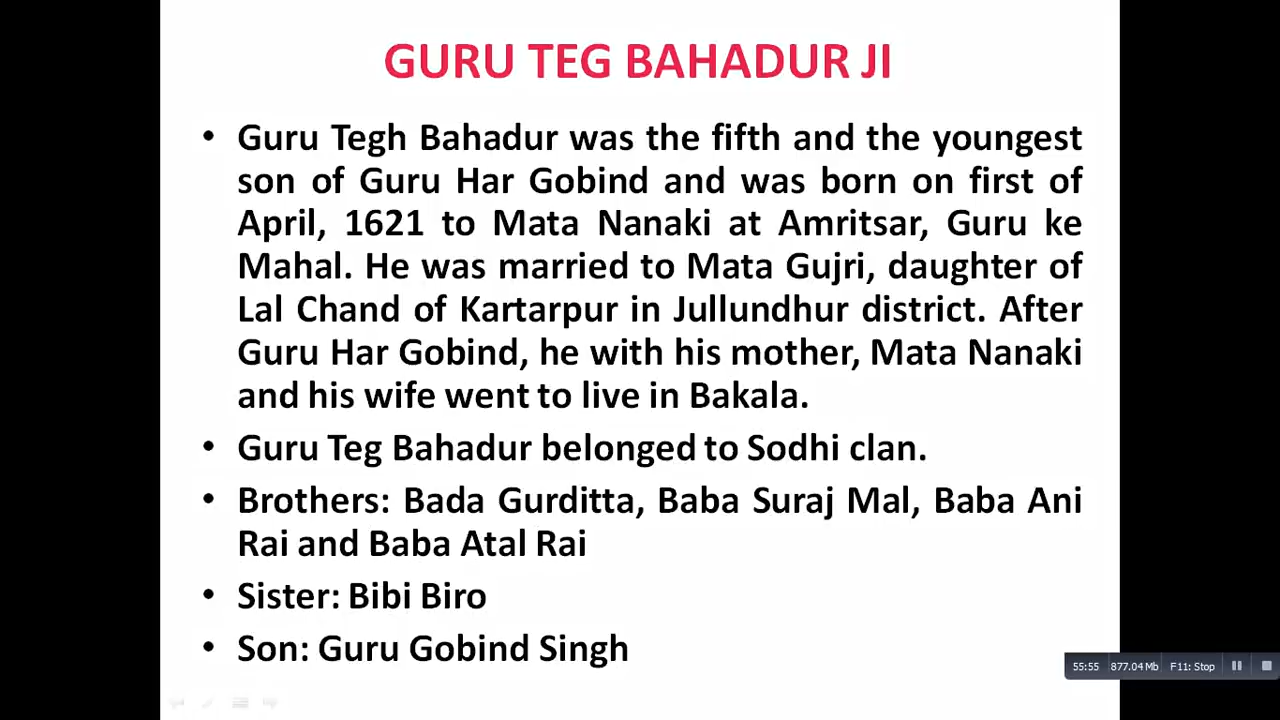 GURU TEG BAHADUR JI
• Guru Tegh Bahadur was the fifth and the youngest
son of Guru Har Gobind and was born on first of
April, 1621 to Mata Nanaki at Amritsar, Guru ke
Mahal. He was married to Mata Gujri, daughter of
Lal Chand of Kartarpur in Jullundhur district. After
Guru Har Gobind, he with his mother, Mata Nanaki
and his wife went to live in Bakala.
• Guru Teg Bahadur belonged to Sodhi clan.
• Brothers: Bada Gurditta, Baba Suraj Mal, Baba Ani
Rai and Baba Atal Rai
• Sister: Bibi Biro
• Son: Guru Gobind Singh
55:55 877.04 Mb F11: Stop